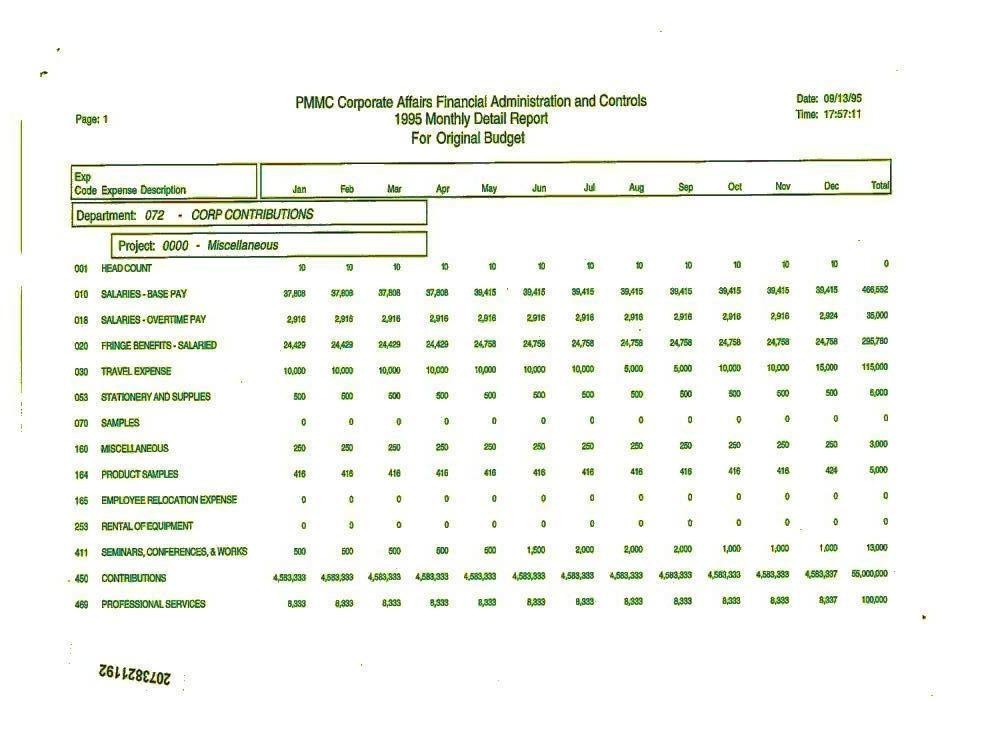 PMMC Corporate Affairs Financial Administration and Controls
Date: 09/13/95
Page: 1
1995 Monthly Detail Report
Time: 17:57:11
For Original Budget
Exp
Code Expense Description Jan Feb Mar Apr May Jun Jul Aug Sep Oct Nov Dec Total
Department: 072 - CORP CONTRIBUTIONS
Project: 0000 - Miscellaneous
001 HEAD COUNT 10 10 10 10 10 10 10 10 10 10 10 10 0
010 SALARIES - BASE PAY 37,808 37,808 37,808 37,808 39,415 39,415 39,415 39,415 39,415 39,415 39,415 39,415 466,552
018 SALARIES - OVERTIME PAY 2,916 2,916 2,916 2,916 2,916 2,916 2,916 2,916 2,916 2,916 2,916 2,924 35,000
020 FRINGE BENEFITS - SALARIED 24,429 24,429 24,429 24,429 24,758 24,758 24,758 24,758 24,758 24,758 24,758 24,758 295,780
030 TRAVEL EXPENSE 10,000 10,000 10,000 10,000 10,000 10,000 10,000 5,000 5,000 10,000 10,000 15,000 115,000
053 STATIONERY AND SUPPLIES 500 500 500 500 500 500 500 500 500 500 500 500 6,000
070 SAMPLES 0 0 0 0 0 0 0 0 0 0 0 0 0
160 MISCELLANEOUS 250 250 250 250 250 250 250 250 250 250 250 250 3,000
164 PRODUCT SAMPLES 416 416 416 416 416 416 416 416 416 416 416 424 5,000
165 EMPLOYEE RELOCATION EXPENSE 0 0 0 0 0 0 0 0 0 0 0 0 0
253 RENTAL OF EQUIPMENT 0 0 0 0 0 0 0 0 0 0 0 0 0
411 SEMINARS, CONFERENCES, & WORKS 500 500 500 500 500 1,500 2,000 2,000 2,000 1,000 1,000 1,000 13,000
450 CONTRIBUTIONS 4,583,333 4,583,333 4,583,333 4,583,333 4,583,333 4,583,333 4,583,333 4,583,333 4,583,333 4,583,333 4,583,333 4,583,337 55,000,000
469 PROFESSIONAL SERVICES 8,333 8,333 8,333 8,333 8,333 8,333 8,333 8,333 8,333 8,333 8,333 8,337 100,000
2073821192